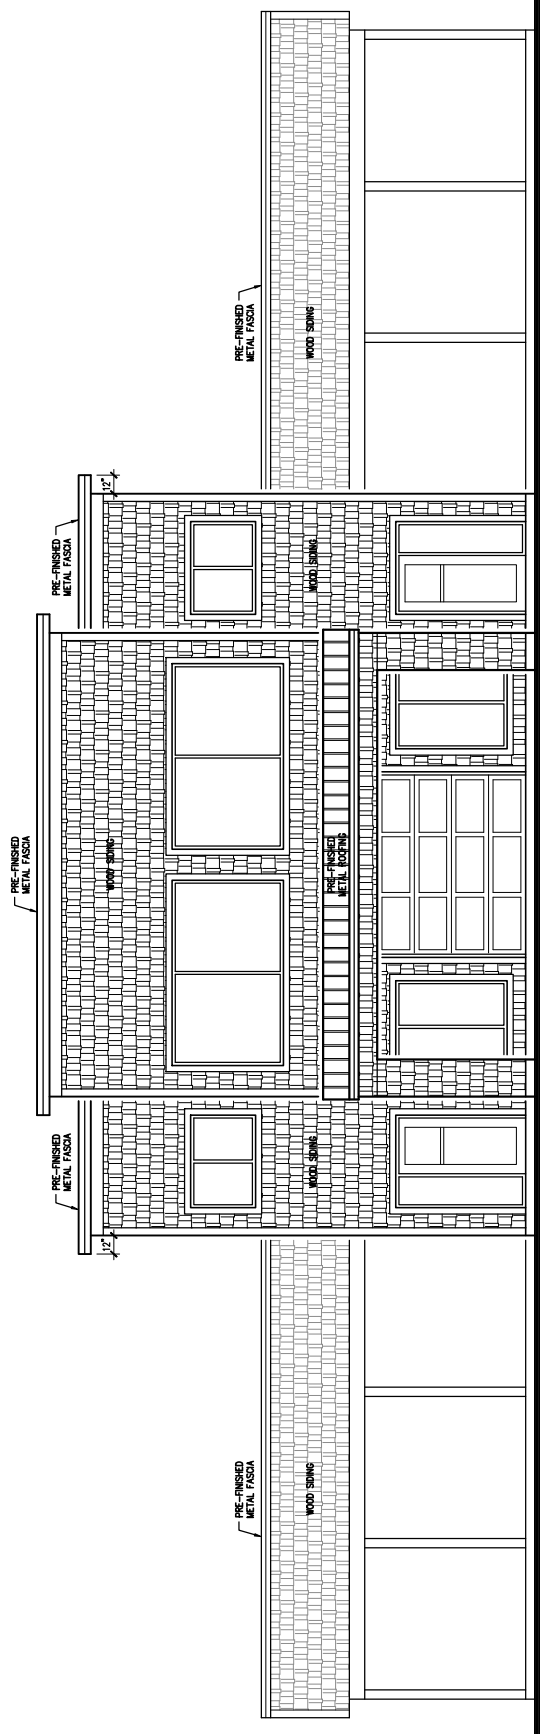 PRE-FINISHED
METAL FASCIA
PRE-FINISHED
METAL FASCIA
PRE-FINISHED
METAL FASCIA
12"
WOOD SIDING
12"
PRE-FINISHED
METAL FASCIA
PRE-FINISHED
METAL FASCIA
WOOD SIDING
WOOD SIDING
WOOD SIDING
WOOD SIDING
PRE-FINISHED
METAL ROOFING